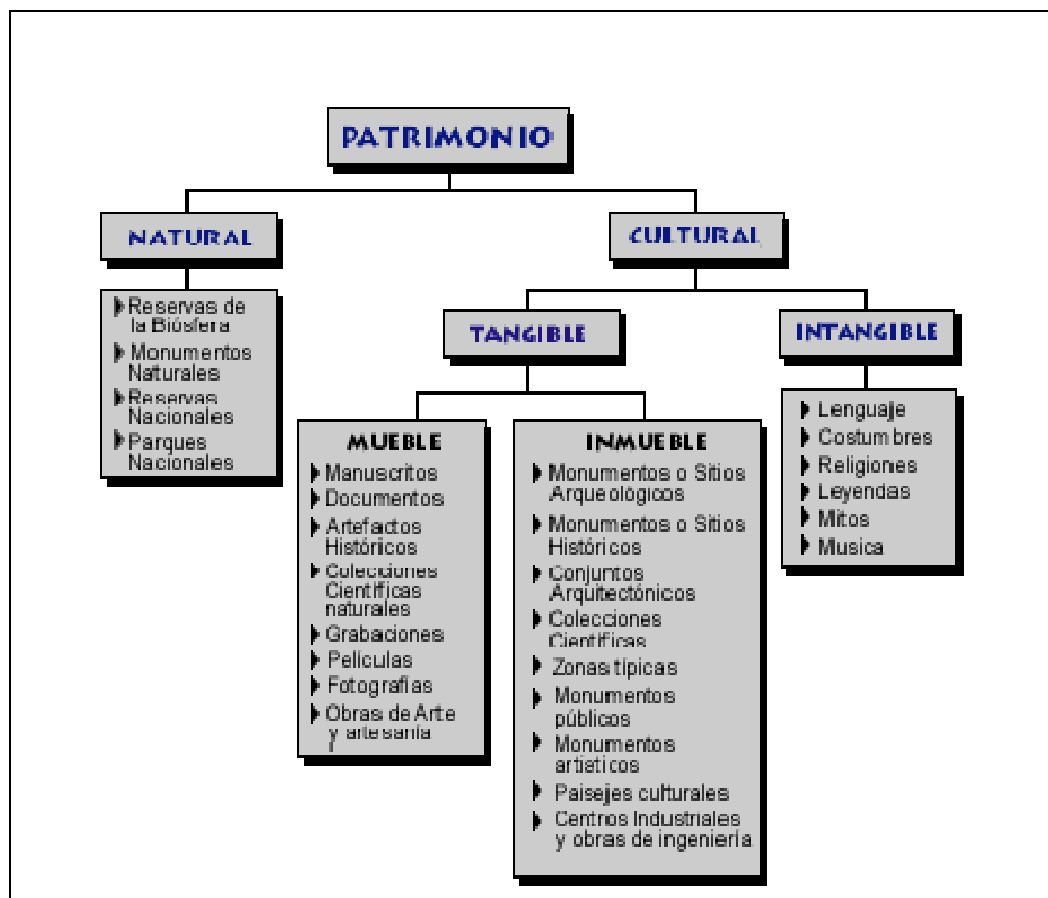 PATRIMONIO
NATURAL
CULTURAL
Reservas de
la Biósfera
Monumentos
Naturales
Reservas
Nacionales
Parques
Nacionales
TANGIBLE
INTANGIBLE
MUEBLE
Manuscritos
Documentos
Artefactos
Históricos
Colecciones
Científicas
naturales
Grabaciones
Películas
Fotografías
Obras de Arte
y artesanía
INMUEBLE
Monumentos o Sitios
Arqueológicos
Monumentos o Sitios
Históricos
Conjuntos
Arquitectónicos
Colecciones
Científicas
Zonas típicas
Monumentos
públicos
Monumentos
artisticos
Paisejes culturales
Centros Industriales
y obras de ingeniería
Lenguaje
Costumbres
Religiones
Leyendas
Mitos
Musica